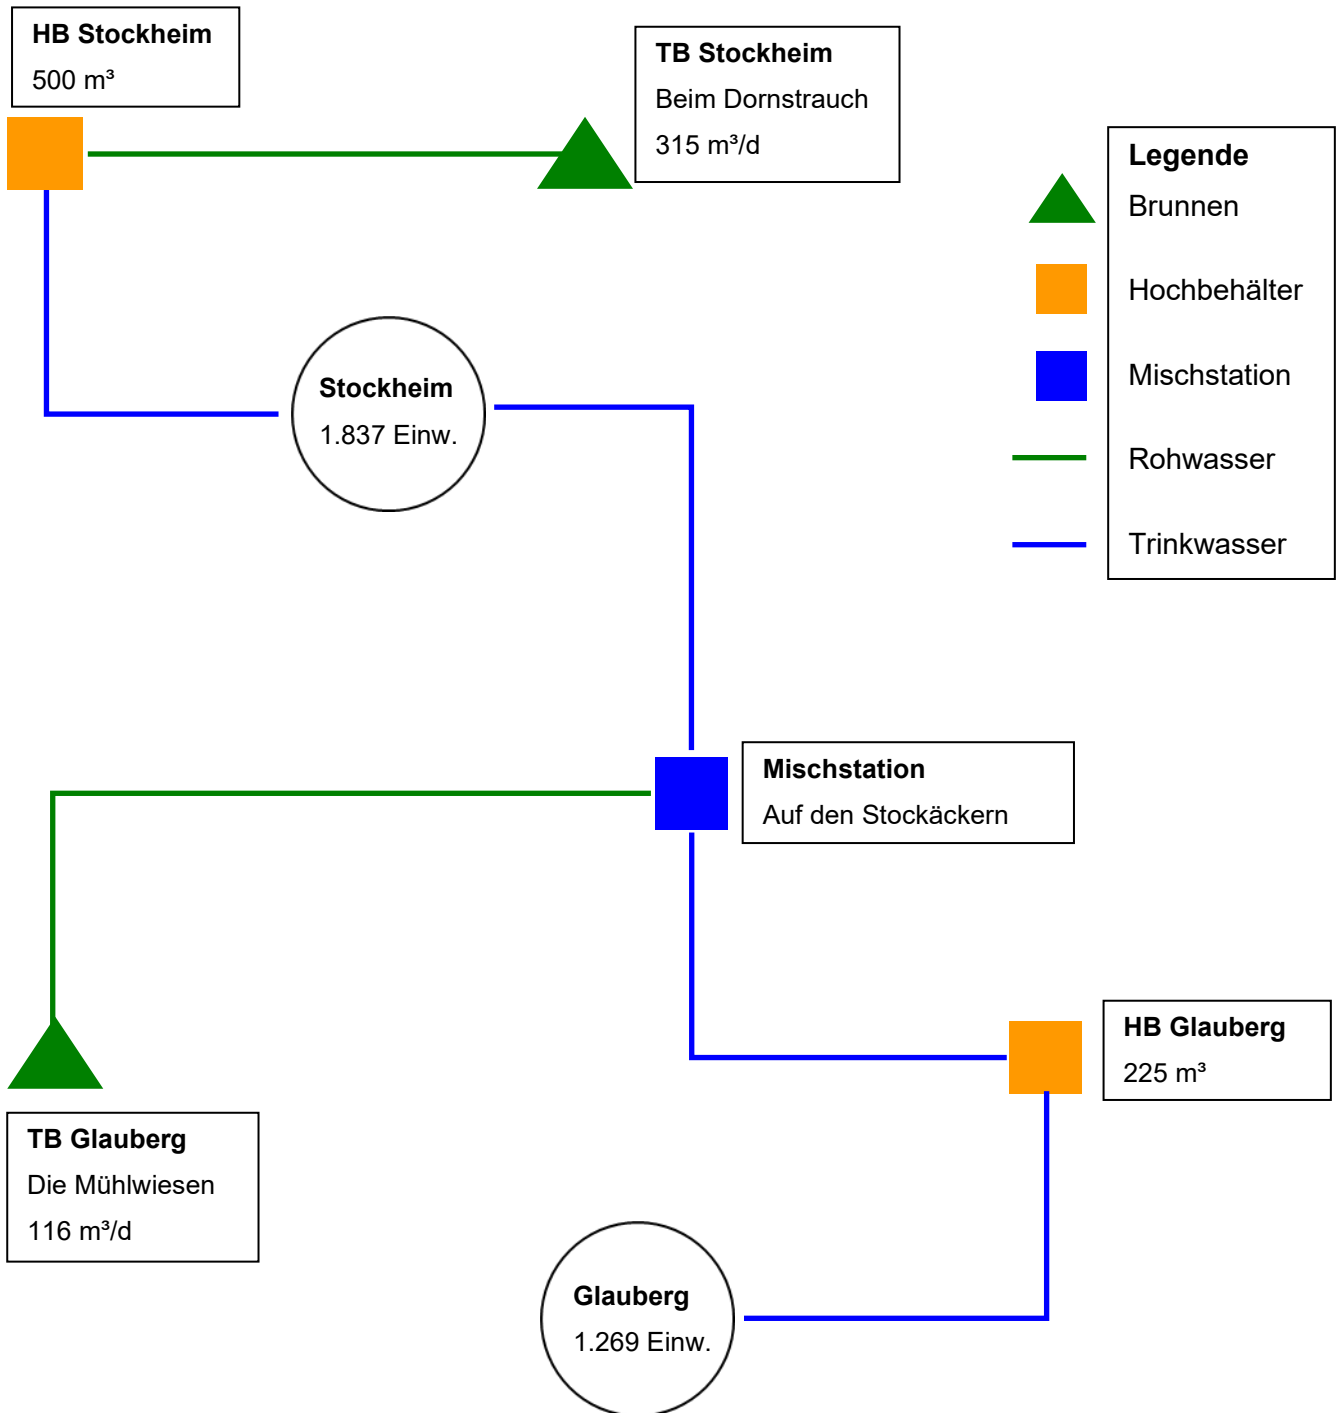 HB Stockheim
500 m³
TB Stockheim
Beim Dornstrauch
315 m³/d
Legende
Brunnen
Hochbehälter
Mischstation
Rohwasser
Trinkwasser
Stockheim
1.837 Einw.
Mischstation
Auf den Stockäckern
HB Glauberg
225 m³
TB Glauberg
Die Mühlwiesen
116 m³/d
Glauberg
1.269 Einw.